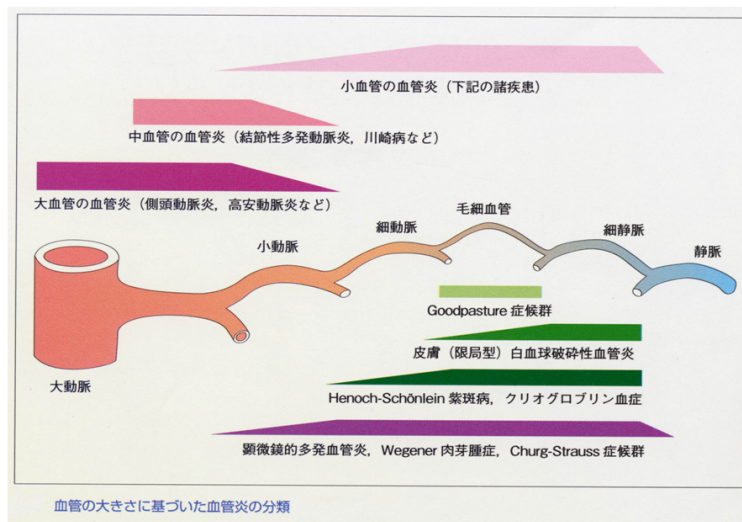 小血管の血管炎（下記の諸疾患）
中血管の血管炎（結節性多発動脈炎，川崎病など）
大血管の血管炎（側頭動脈炎，高安動脈炎など）
毛細血管
細動脈
細静脈
小動脈
静脈
Goodpasture 症候群
皮膚（限局型）白血球破砕性血管炎
大動脈
Henoch-Schönlein 紫斑病，クリオグロブリン血症
顕微鏡的多発血管炎，Wegener 肉芽腫症，Churg-Strauss 症候群
血管の大きさに基づいた血管炎の分類